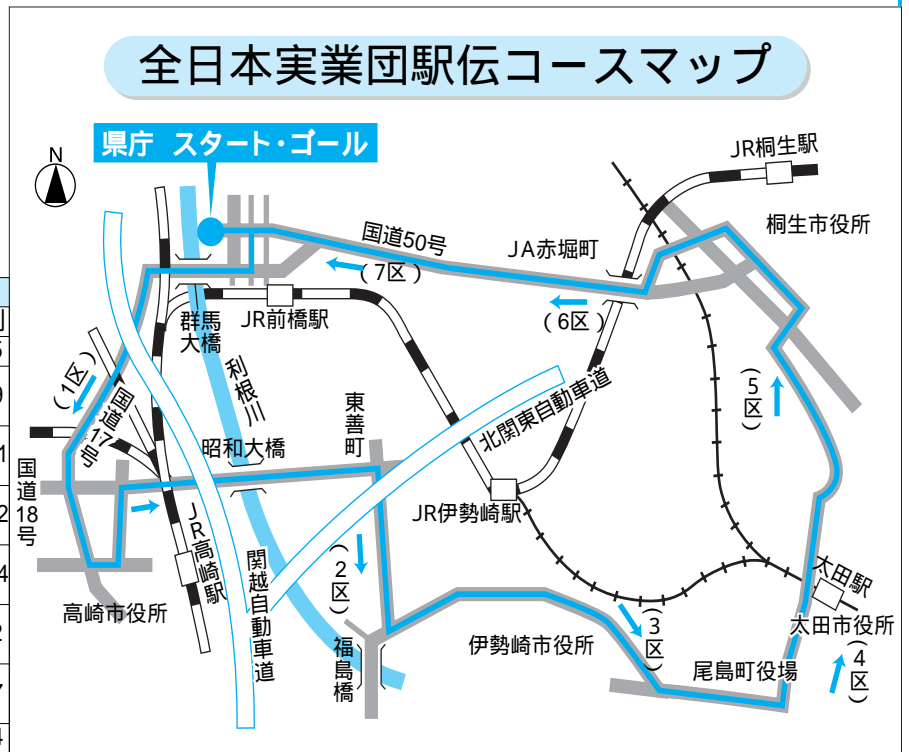 全日本実業団駅伝コースマップ
県庁 スタート・ゴール
N
JR桐生駅
桐生市役所
国道50号
JA赤堀町
(7区)
(6区)
群馬
大橋
JR前橋駅
(1区)
国道17号
利根川
昭和大橋
東善町
北関東自動車道
(5区)
国道18号
JR高崎駅
JR伊勢崎駅
関越自動車道
(2区)
高崎市役所
福島橋
伊勢崎市役所
(3区)
尾島町役場
太田駅
太田市役所
(4区)